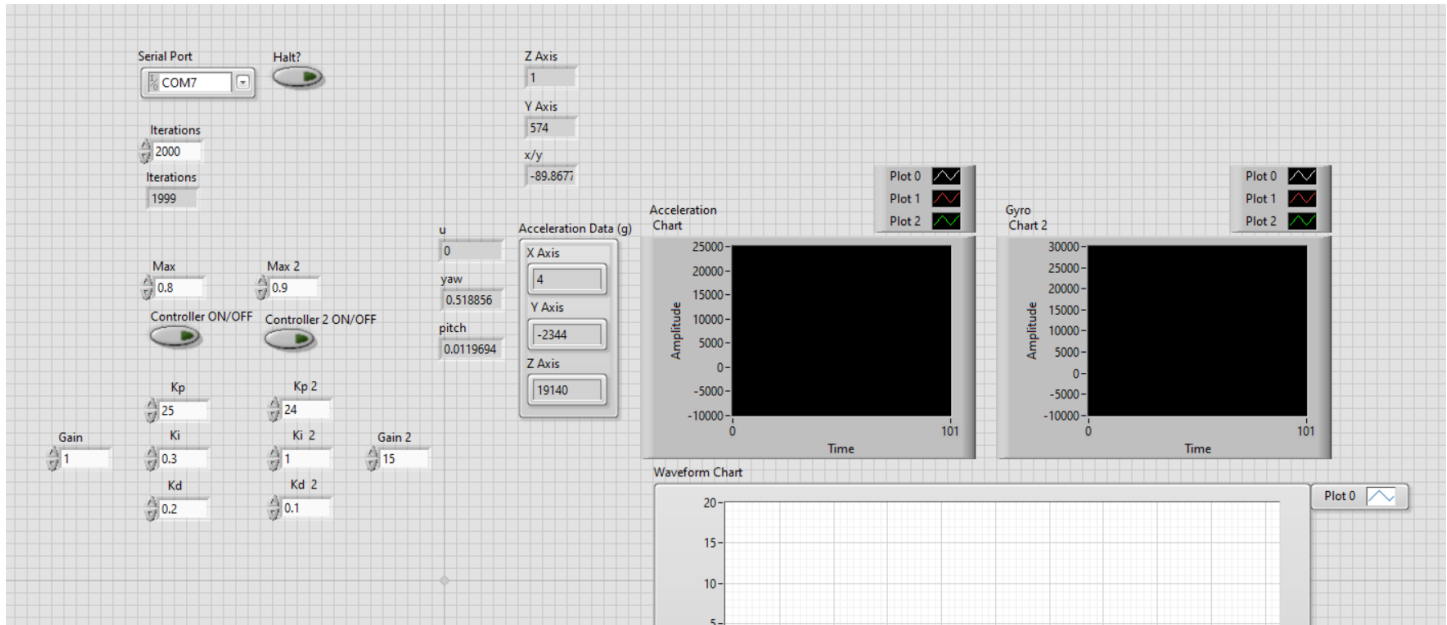 Serial Port
COM7
Halt?
Iterations
2000
Iterations
1999
Max
0.8
Max 2
0.9
Controller ON/OFF
Controller 2 ON/OFF
Kp
25
Kp 2
24
Gain
1
Ki
0.3
Ki 2
1
Gain 2
15
Kd
0.2
Kd 2
0.1
u
0
yaw
0.518856
pitch
0.0119694
Z Axis
1
Y Axis
574
x/y
-89.8677
Acceleration Data (g)
X Axis
4
Y Axis
-2344
Z Axis
19140
Acceleration
Chart
Plot 0
Plot 1
Plot 2
Amplitude
25000
20000
15000
10000
5000
0
-5000
-10000
0
101
Time
Gyro
Chart 2
Plot 0
Plot 1
Plot 2
Amplitude
30000
25000
20000
15000
10000
5000
0
-5000
-10000
0
101
Time
Waveform Chart
Plot 0
20
15
10
5